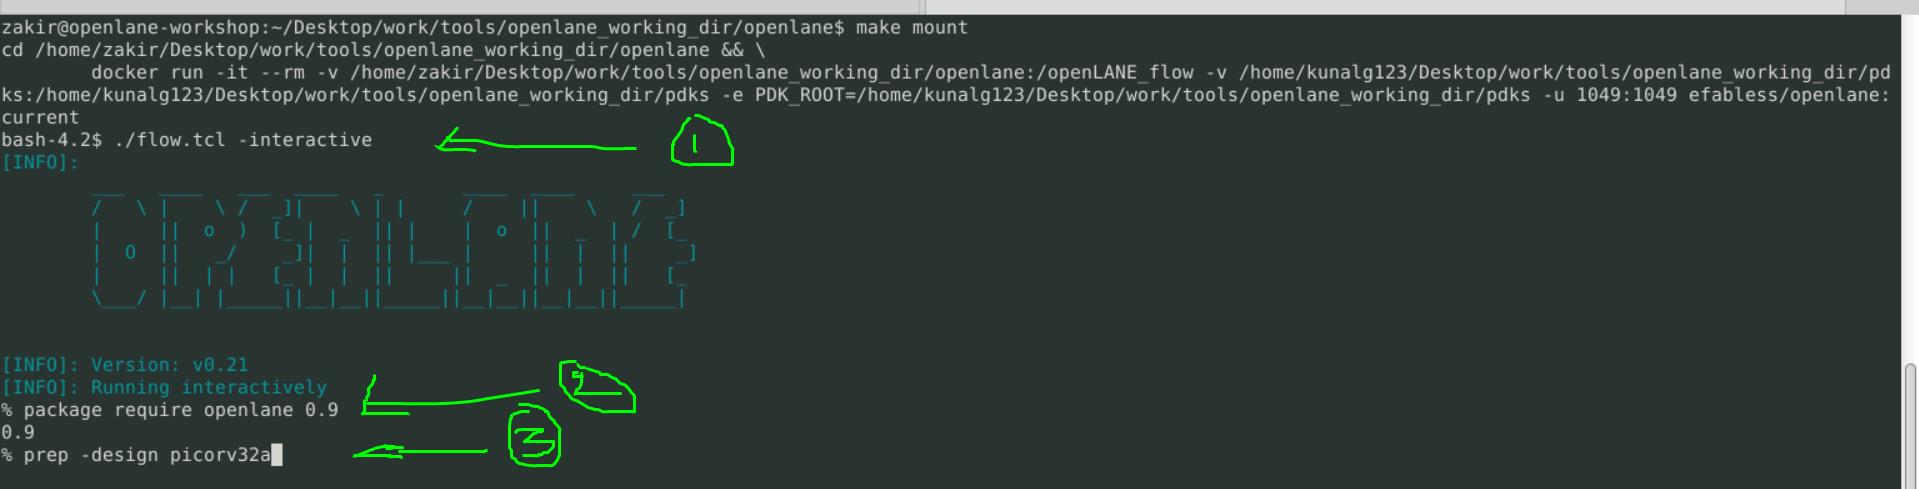 zakir@openlane-workshop:~/Desktop/work/tools/openlane_working_dir/openlane$ make mount
cd /home/zakir/Desktop/work/tools/openlane_working_dir/openlane && \
        docker run -it --rm -v /home/zakir/Desktop/work/tools/openlane_working_dir/openlane:/openLANE_flow -v /home/kunalg123/Desktop/work/tools/openlane_working_dir/pd
ks:/home/kunalg123/Desktop/work/tools/openlane_working_dir/pdks -e PDK_ROOT=/home/kunalg123/Desktop/work/tools/openlane_working_dir/pdks -u 1049:1049 efabless/openlane:
current
bash-4.2$ ./flow.tcl -interactive
1
[INFO]:
OPENLANE
[INFO]: Version: v0.21
[INFO]: Running interactively
2
% package require openlane 0.9
0.9
3
% prep -design picorv32a